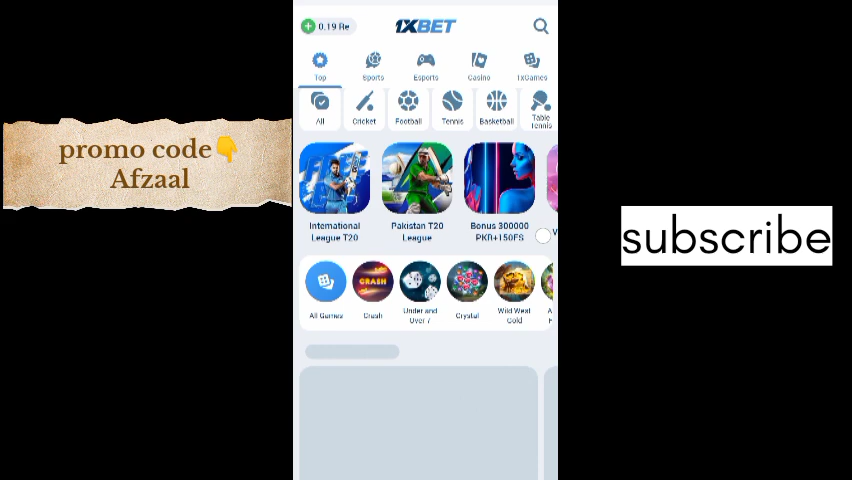 promo code👇
Afzaal
0.19 Re
1XBET
Top
Sports
Esports
Casino
1xGames
All
Cricket
Football
Tennis
Basketball
Table
Tennis
International
League T20
Pakistan T20
League
Bonus 300000
PKR+150FS
All Games
Crash
CRASH
Under and
Over 7
Crystal
Wild West
Gold
subscribe